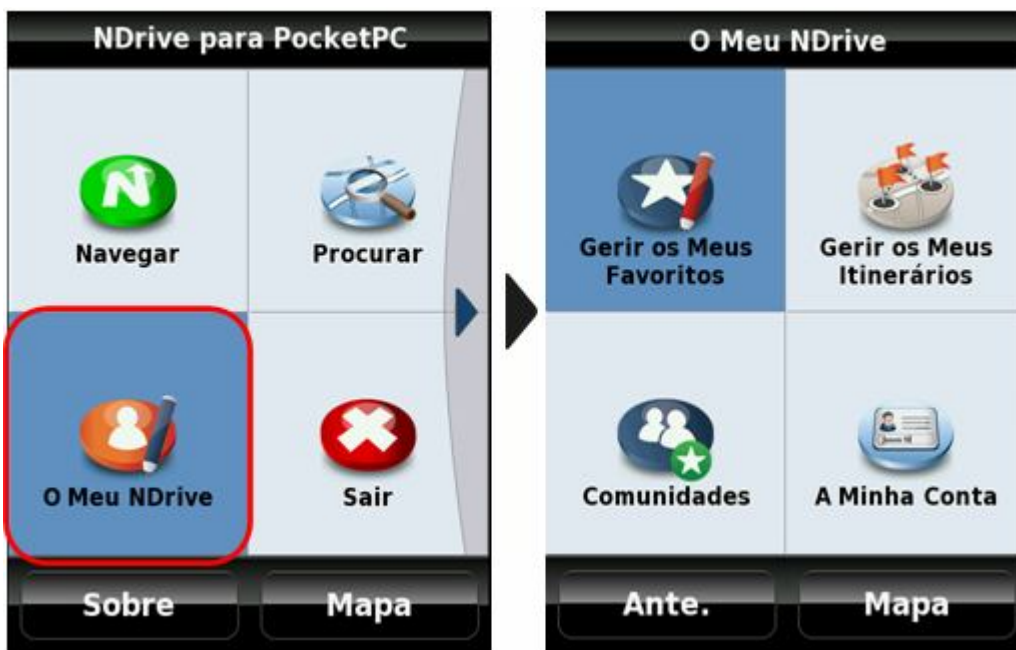 NDrive para PocketPC
Navegar
Procurar
O Meu NDrive
Sair
Sobre
Mapa
O Meu NDrive
Gerir os Meus
Favoritos
Gerir os Meus
Itinerários
Comunidades
A Minha Conta
Ante.
Mapa